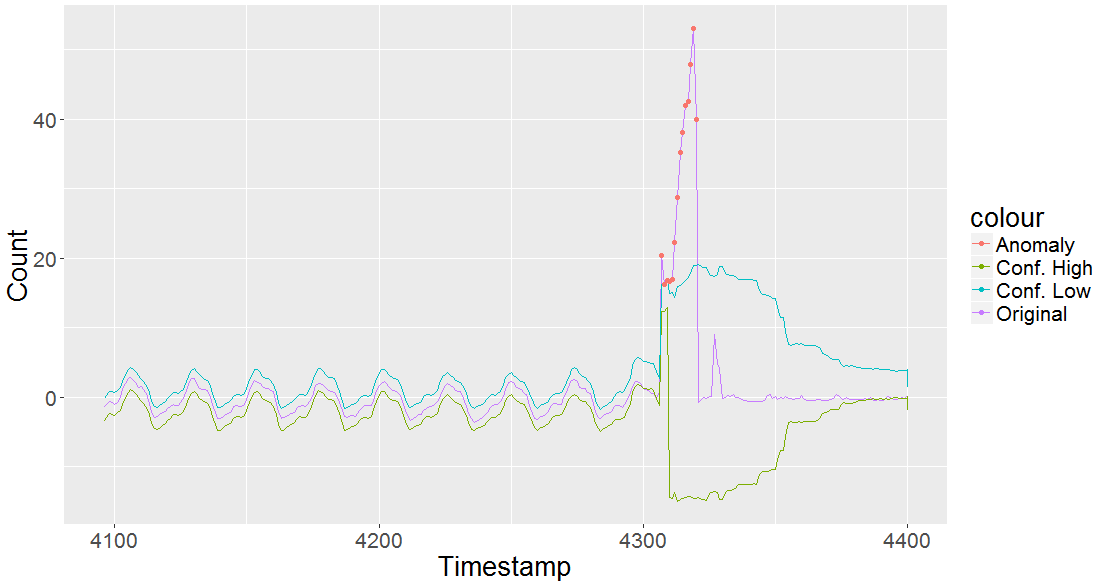 40
20
0
Count
4100 4200 4300 4400
Timestamp
colour
Anomaly
Conf. High
Conf. Low
Original